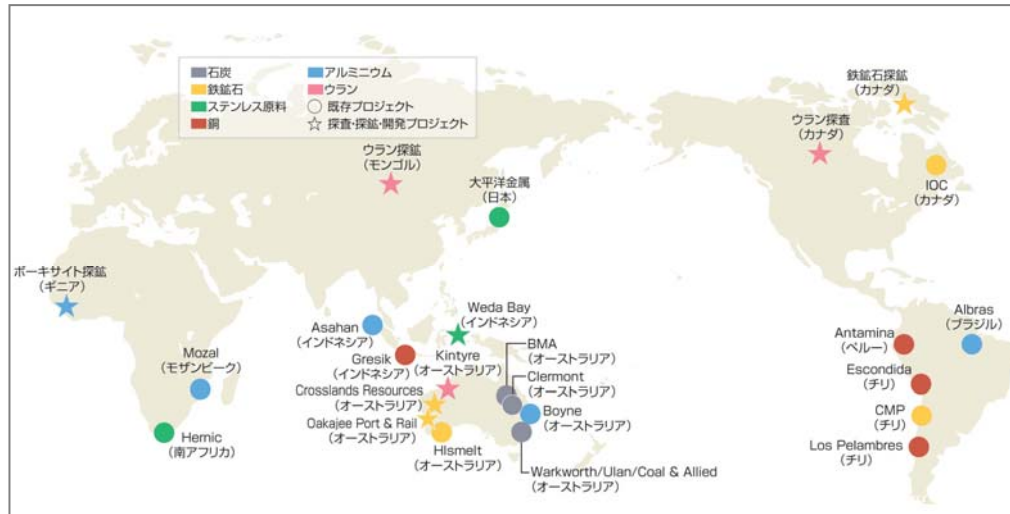 石炭
鉄鉱石
ステンレス原料
銅
アルミニウム
ウラン
既存プロジェクト
探査・探鉱・開発プロジェクト
鉄鉱石探鉱
(カナダ)
ウラン探査
(カナダ)
IOC
(カナダ)
ウラン探鉱
(モンゴル)
大平洋金属
(日本)
ボーキサイト探鉱
(ギニア)
Mozal
(モザンビーク)
Hernic
(南アフリカ)
Asahan
(インドネシア)
Gresik
(インドネシア)
Weda Bay
(インドネシア)
Kintyre
(オーストラリア)
Crosslands Resources
(オーストラリア)
Oakajee Port & Rail
(オーストラリア)
HIsmelt
(オーストラリア)
BMA
(オーストラリア)
Clermont
(オーストラリア)
Boyne
(オーストラリア)
Warkworth/Ulan/Coal & Allied
(オーストラリア)
Albras
(ブラジル)
Antamina
(ペルー)
Escondida
(チリ)
CMP
(チリ)
Los Pelambres
(チリ)